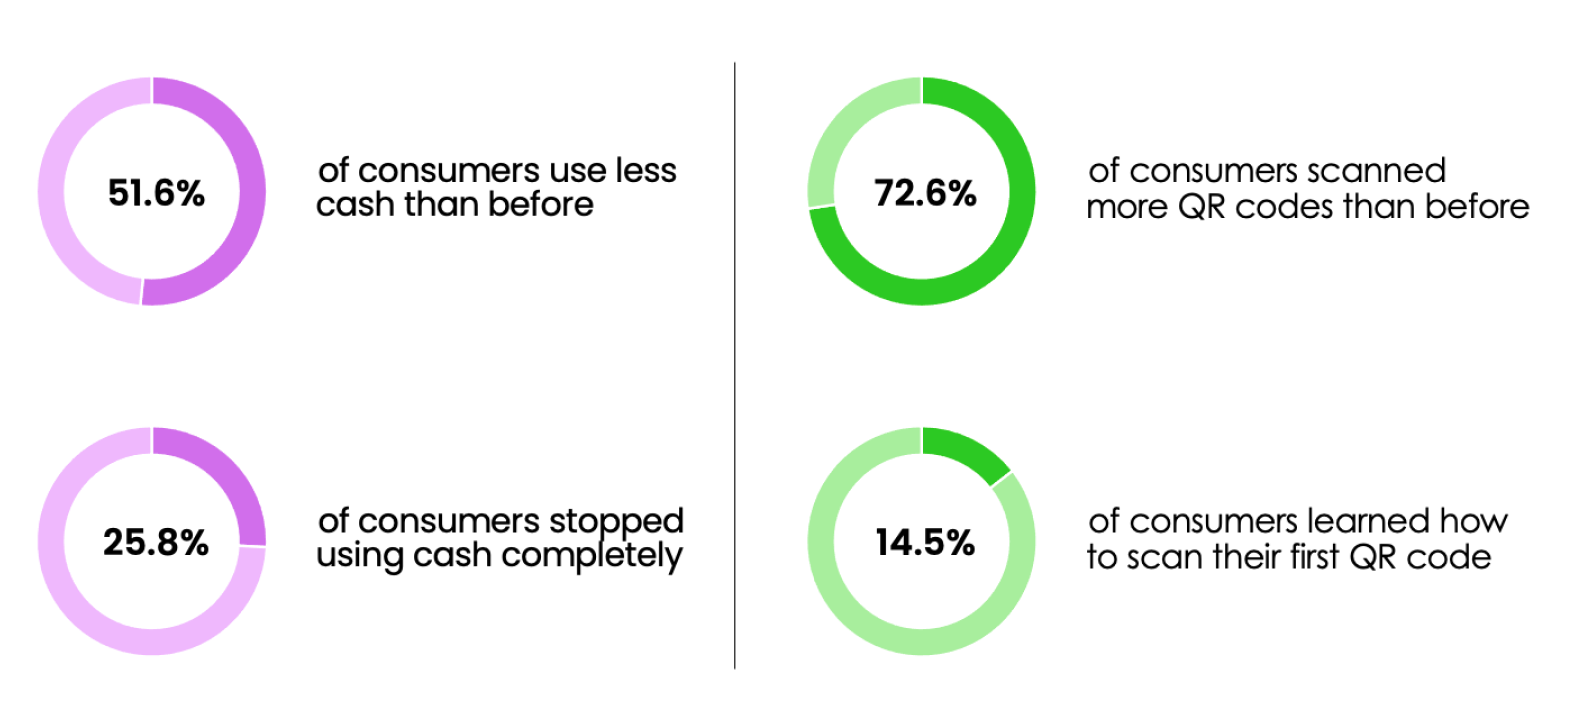 51.6%
of consumers use less
cash than before
25.8%
of consumers stopped
using cash completely
72.6%
of consumers scanned
more QR codes than before
14.5%
of consumers learned how
to scan their first QR code